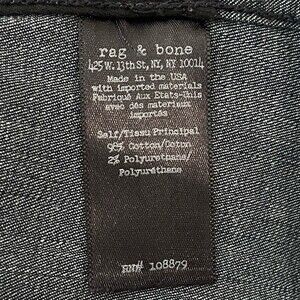 rag & bone
425 W. 13th St, NY, NY 10014
Made in the USA
with imported materials
Fabriqué Aux Etats-Unis
avec des matériaux
importés
Self/Tissu Principal
98% Cotton/Coton
2% Polyurethane/
Polyuréthane
RN# 108879